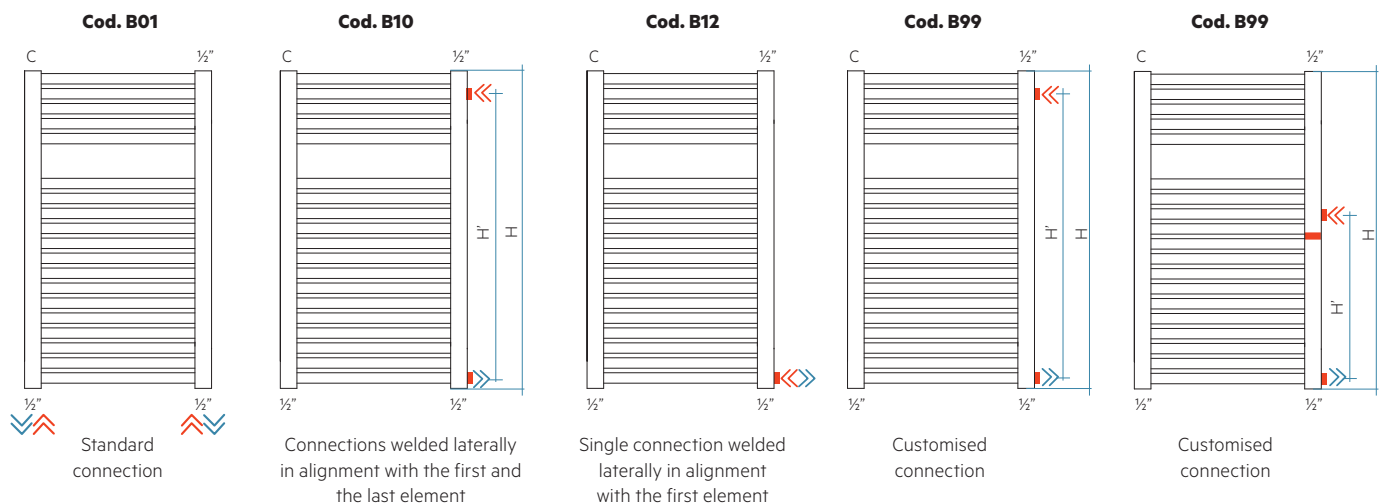 Cod. B01
Cod. B10
Cod. B12
Cod. B99
Cod. B99
C ½”
C ½”
C ½”
C ½”
C ½”
H' H
H' H
H
H'
½” ½”
½” ½”
½” ½”
½” ½”
½” ½”
Standard
connection
Connections welded laterally
in alignment with the first and
the last element
Single connection welded
laterally in alignment
with the first element
Customised
connection
Customised
connection